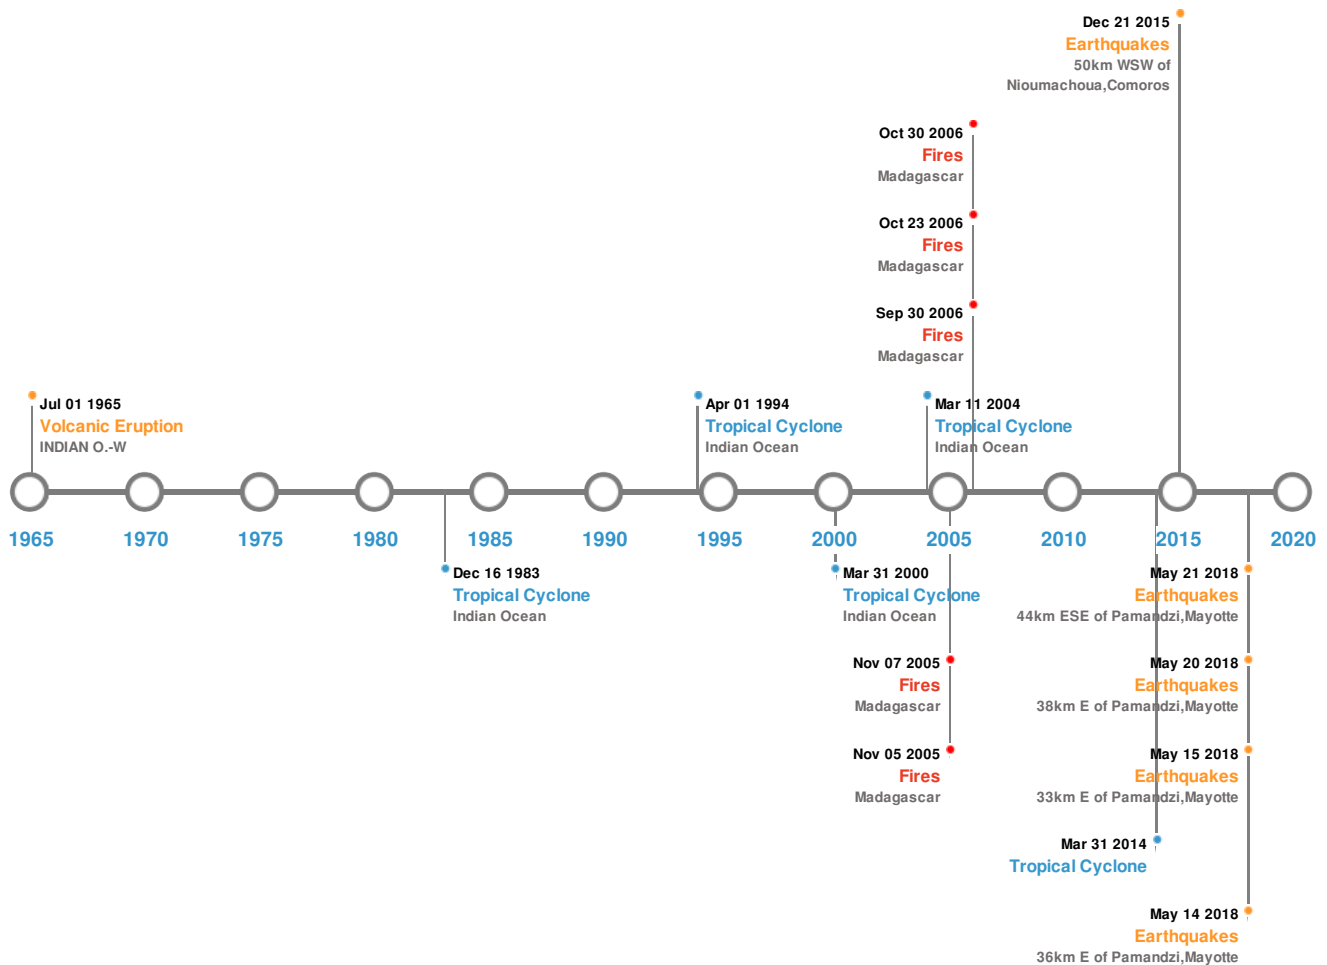 Dec 21 2015
Earthquakes
50km WSW of
Nioumachoua,Comoros
Oct 30 2006
Fires
Madagascar
Oct 23 2006
Fires
Madagascar
Sep 30 2006
Fires
Madagascar
Jul 01 1965
Volcanic Eruption
INDIAN O.-W
Apr 01 1994
Tropical Cyclone
Indian Ocean
Mar 11 2004
Tropical Cyclone
Indian Ocean
1965 1970 1975 1980 1985 1990 1995 2000 2005 2010 2015 2020
Dec 16 1983
Tropical Cyclone
Indian Ocean
Mar 31 2000
Tropical Cyclone
Indian Ocean
May 21 2018
Earthquakes
44km ESE of Pamandzi,Mayotte
Nov 07 2005
Fires
Madagascar
May 20 2018
Earthquakes
38km E of Pamandzi,Mayotte
Nov 05 2005
Fires
Madagascar
May 15 2018
Earthquakes
33km E of Pamandzi,Mayotte
Mar 31 2014
Tropical Cyclone
May 14 2018
Earthquakes
36km E of Pamandzi,Mayotte